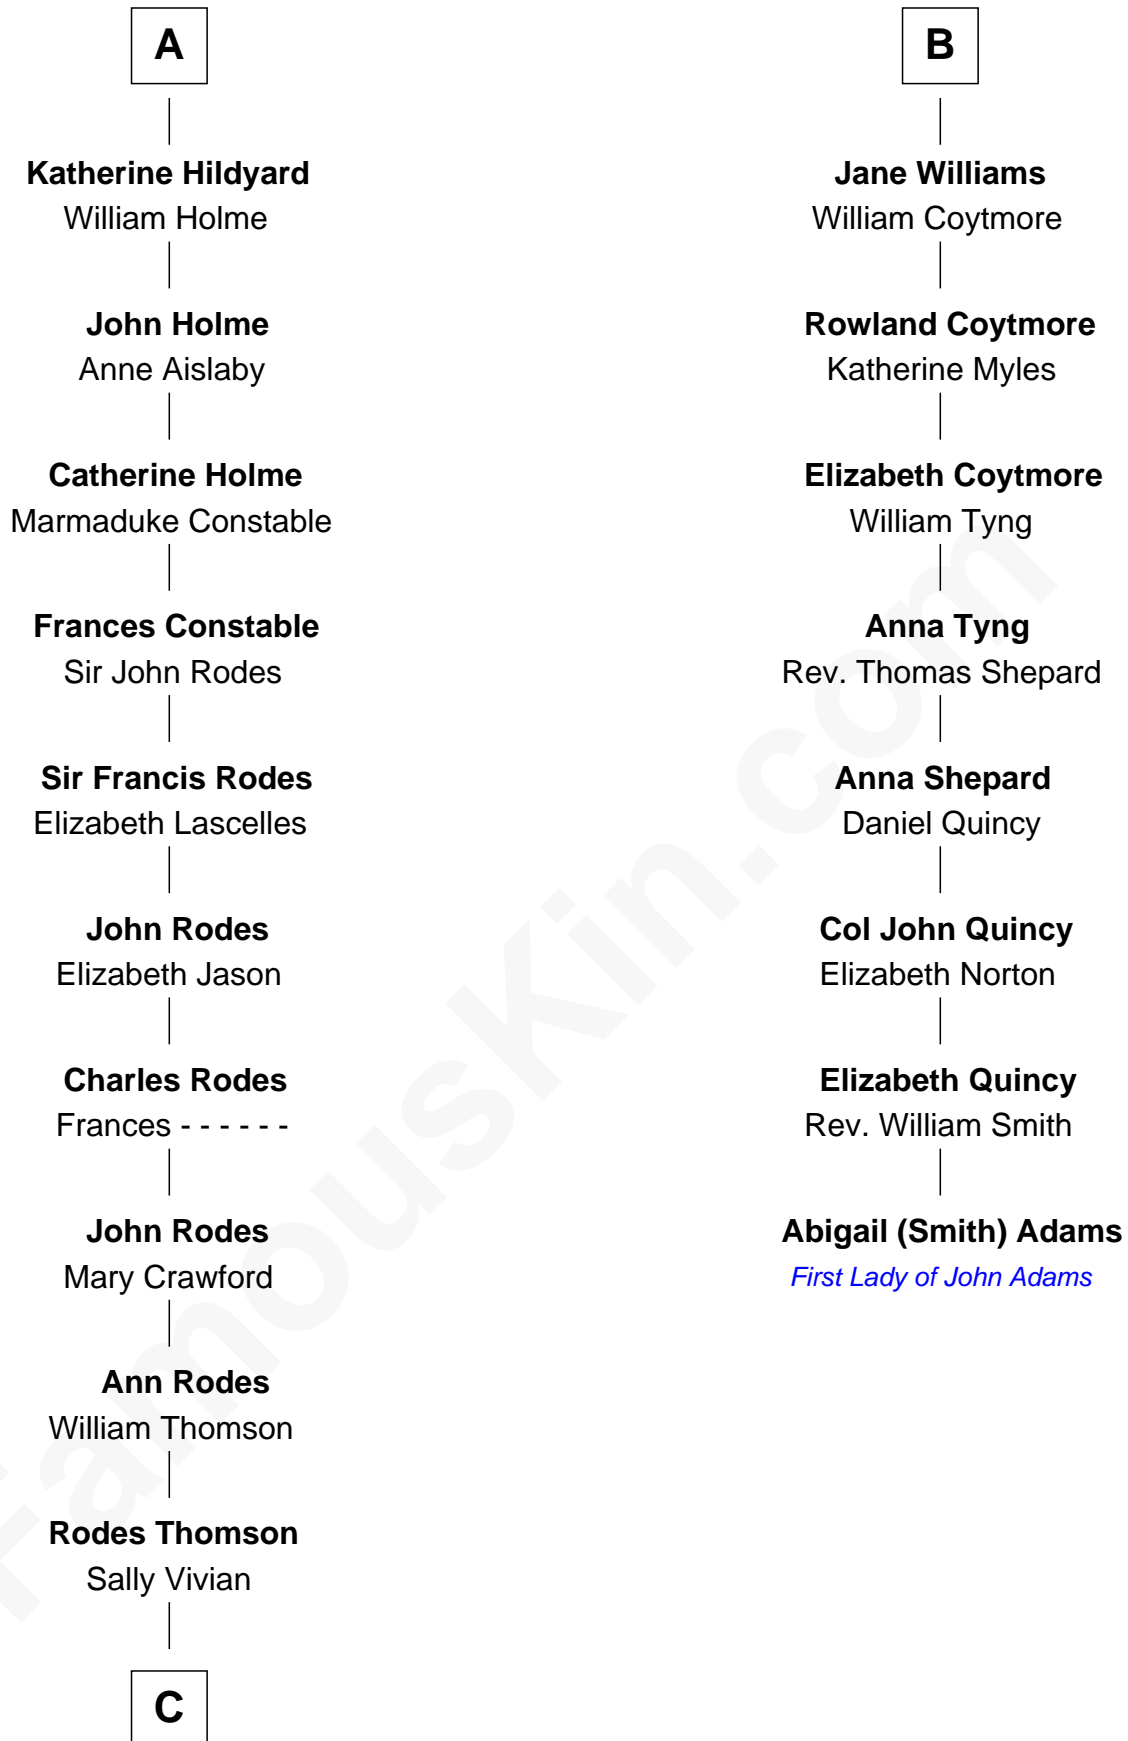 A
Katherine Hildyard
William Holme
John Holme
Anne Aislaby
Catherine Holme
Marmaduke Constable
Frances Constable
Sir John Rodes
Sir Francis Rodes
Elizabeth Lascelles
John Rodes
Elizabeth Jason
Charles Rodes
Frances - - - - - -
John Rodes
Mary Crawford
Ann Rodes
William Thomson
Rodes Thomson
Sally Vivian
C
B
Jane Williams
William Coytmore
Rowland Coytmore
Katherine Myles
Elizabeth Coytmore
William Tyng
Anna Tyng
Rev. Thomas Shepard
Anna Shepard
Daniel Quincy
Col John Quincy
Elizabeth Norton
Elizabeth Quincy
Rev. William Smith
Abigail (Smith) Adams
First Lady of John Adams
FamousKin.com